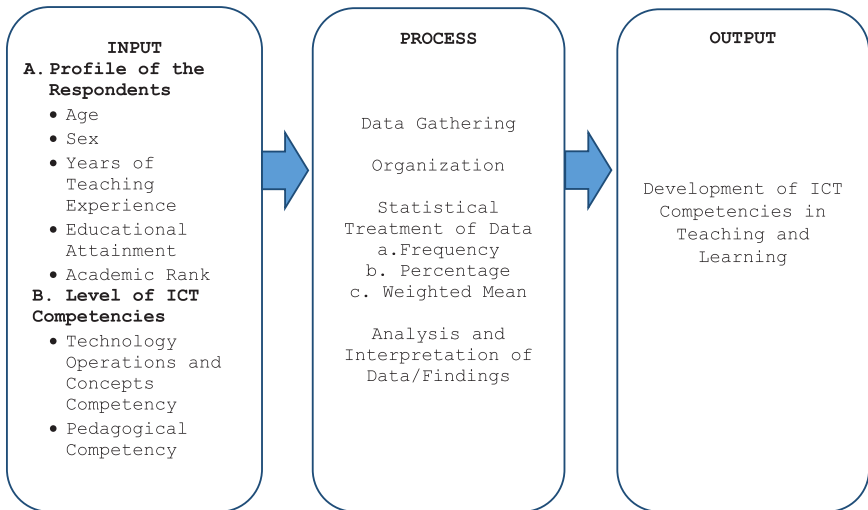 INPUT
A. Profile of the
Respondents
• Age
• Sex
• Years of
Teaching
Experience
• Educational
Attainment
• Academic Rank
B. Level of ICT
Competencies
• Technology
Operations and
Concepts
Competency
• Pedagogical
Competency
PROCESS
Data Gathering
Organization
Statistical
Treatment of Data
a.Frequency
b. Percentage
c. Weighted Mean
Analysis and
Interpretation of
Data/Findings
OUTPUT
Development of ICT
Competencies in
Teaching and
Learning